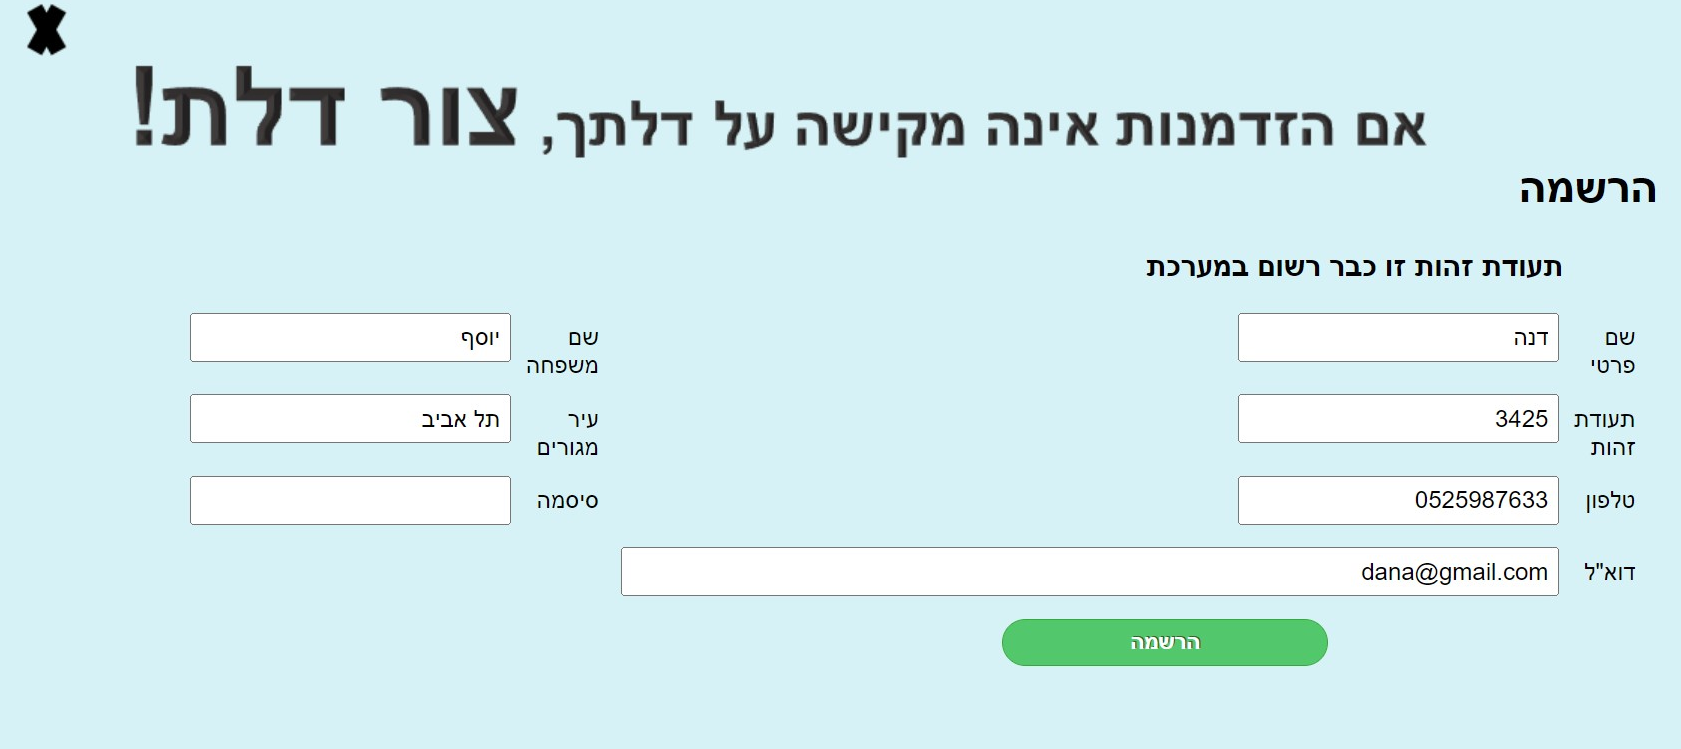 אם הזדמנות אינה מקישה על דלתך, צור דלת!
הרשמה
תעודת זהות זו כבר רשום במערכת
שם פרטי
דנה
שם משפחה
יוסף
תעודת זהות
3425
עיר מגורים
תל אביב
טלפון
0525987633
סיסמה
דוא"ל
dana@gmail.com
הרשמה